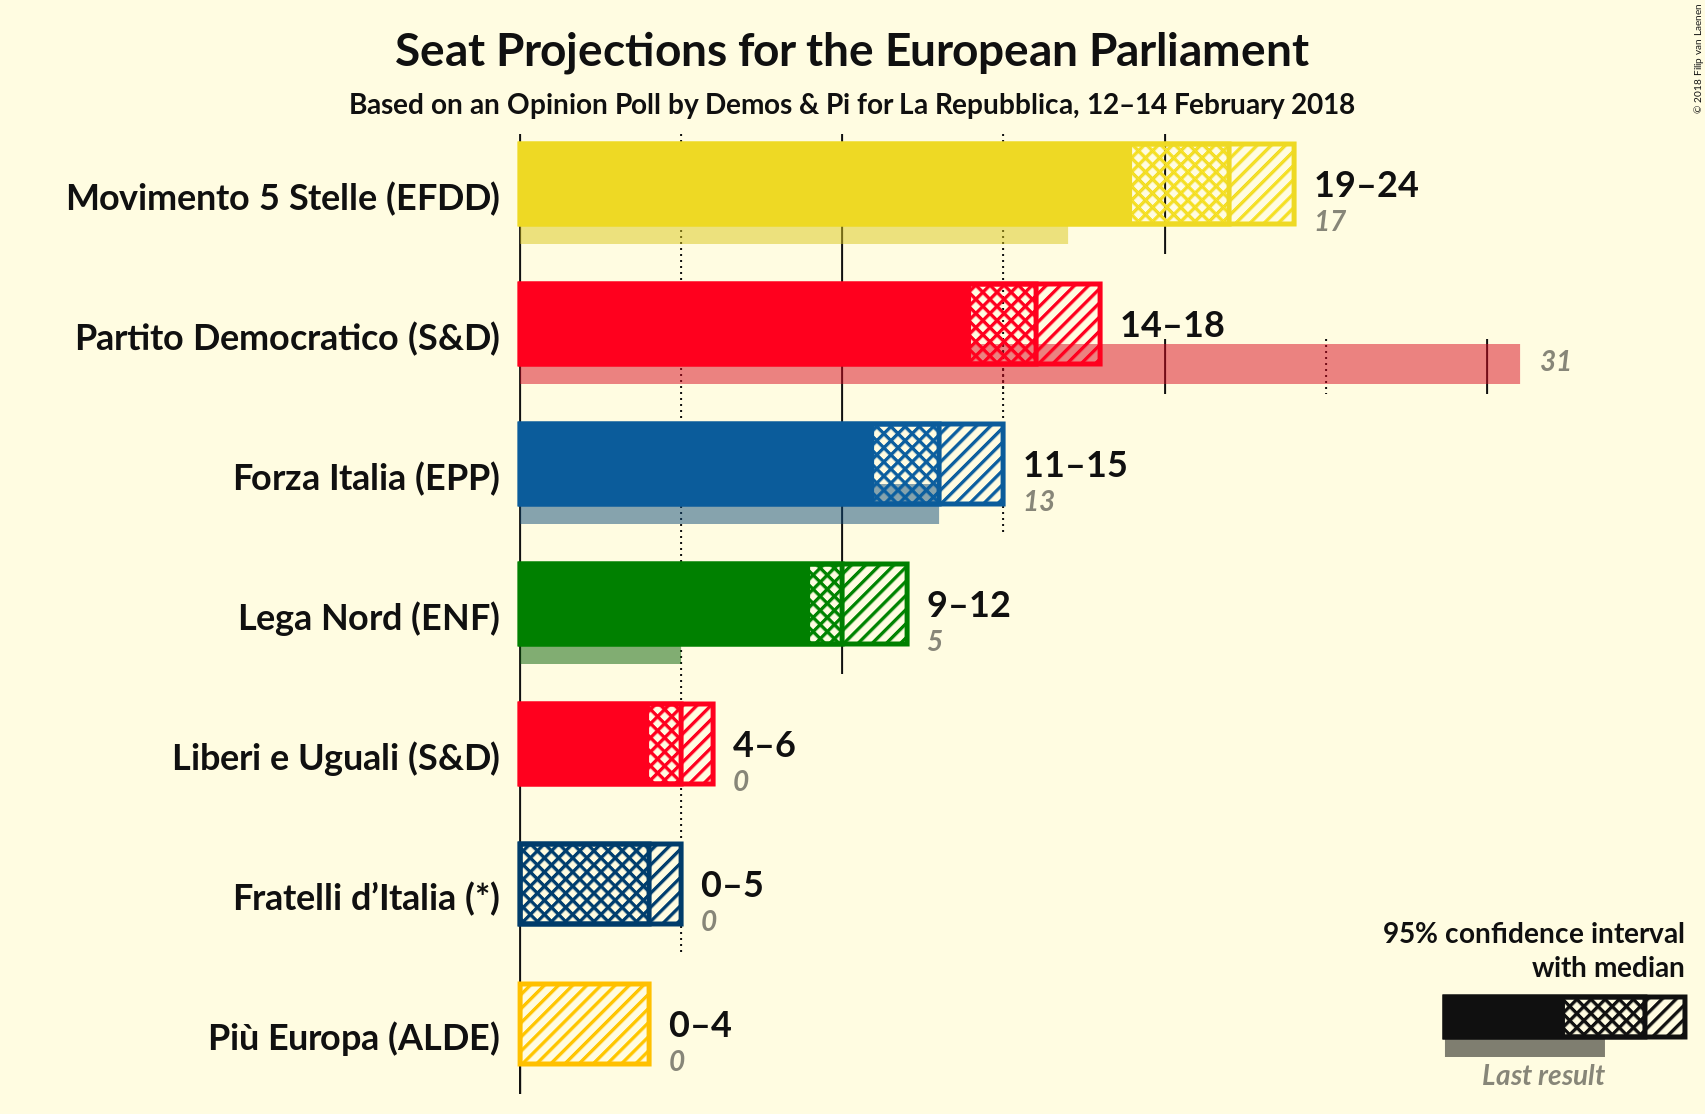 Seat Projections for the European Parliament
Based on an Opinion Poll by Demos & Pi for La Repubblica, 12–14 February 2018
© 2018 Filip van Laenen
Movimento 5 Stelle (EFDD)
19–24
17
Partito Democratico (S&D)
14–18
31
Forza Italia (EPP)
11–15
13
Lega Nord (ENF)
9–12
5
Liberi e Uguali (S&D)
4–6
0
Fratelli d’Italia (*)
0–5
0
Più Europa (ALDE)
0–4
0
95% confidence interval
with median
Last result